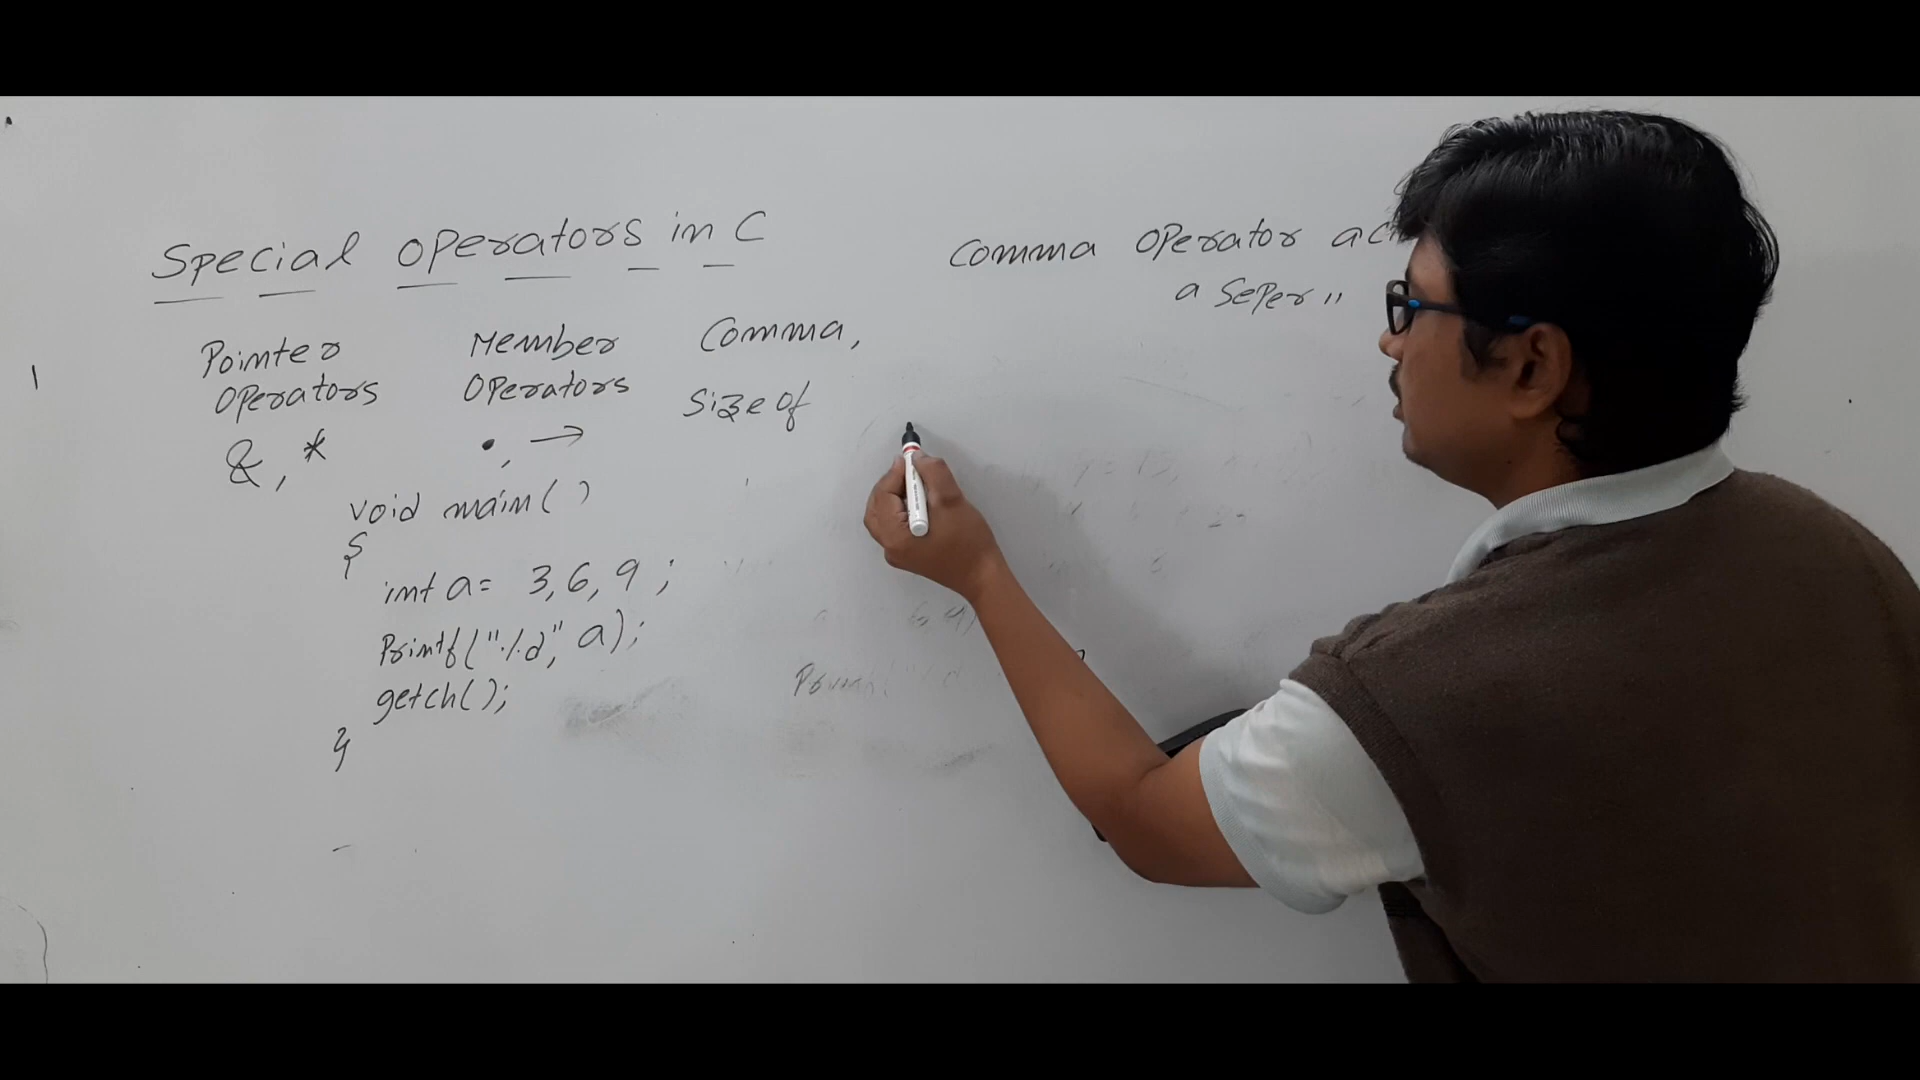 Special operators in C
Pointer
Operators
&, *
Member
Operators
., →
Comma,
Size of
void main()
{
int a= 3,6,9 ;
Printf("%d", a);
getch();
}
Comma Operator
a Seper "